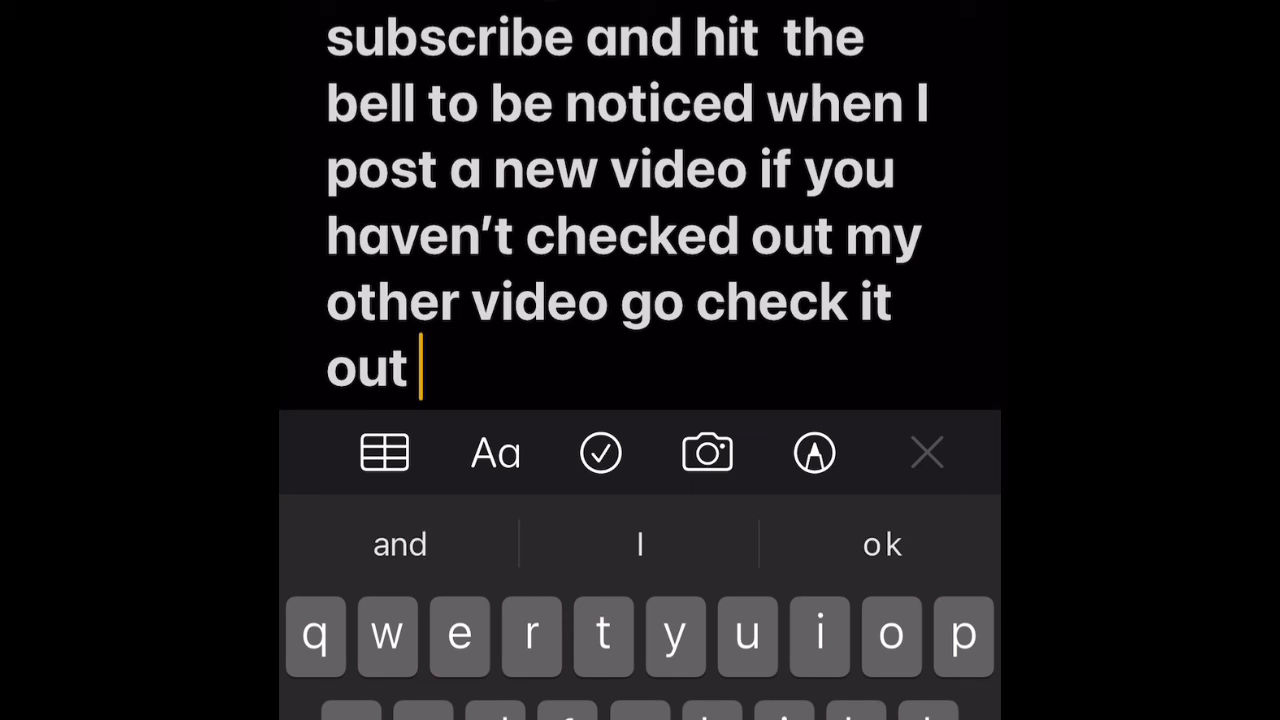 subscribe and hit  the
bell to be noticed when I
post a new video if you
haven’t checked out my
other video go check it
out
Aa
and I ok
q w e r t y u i o p